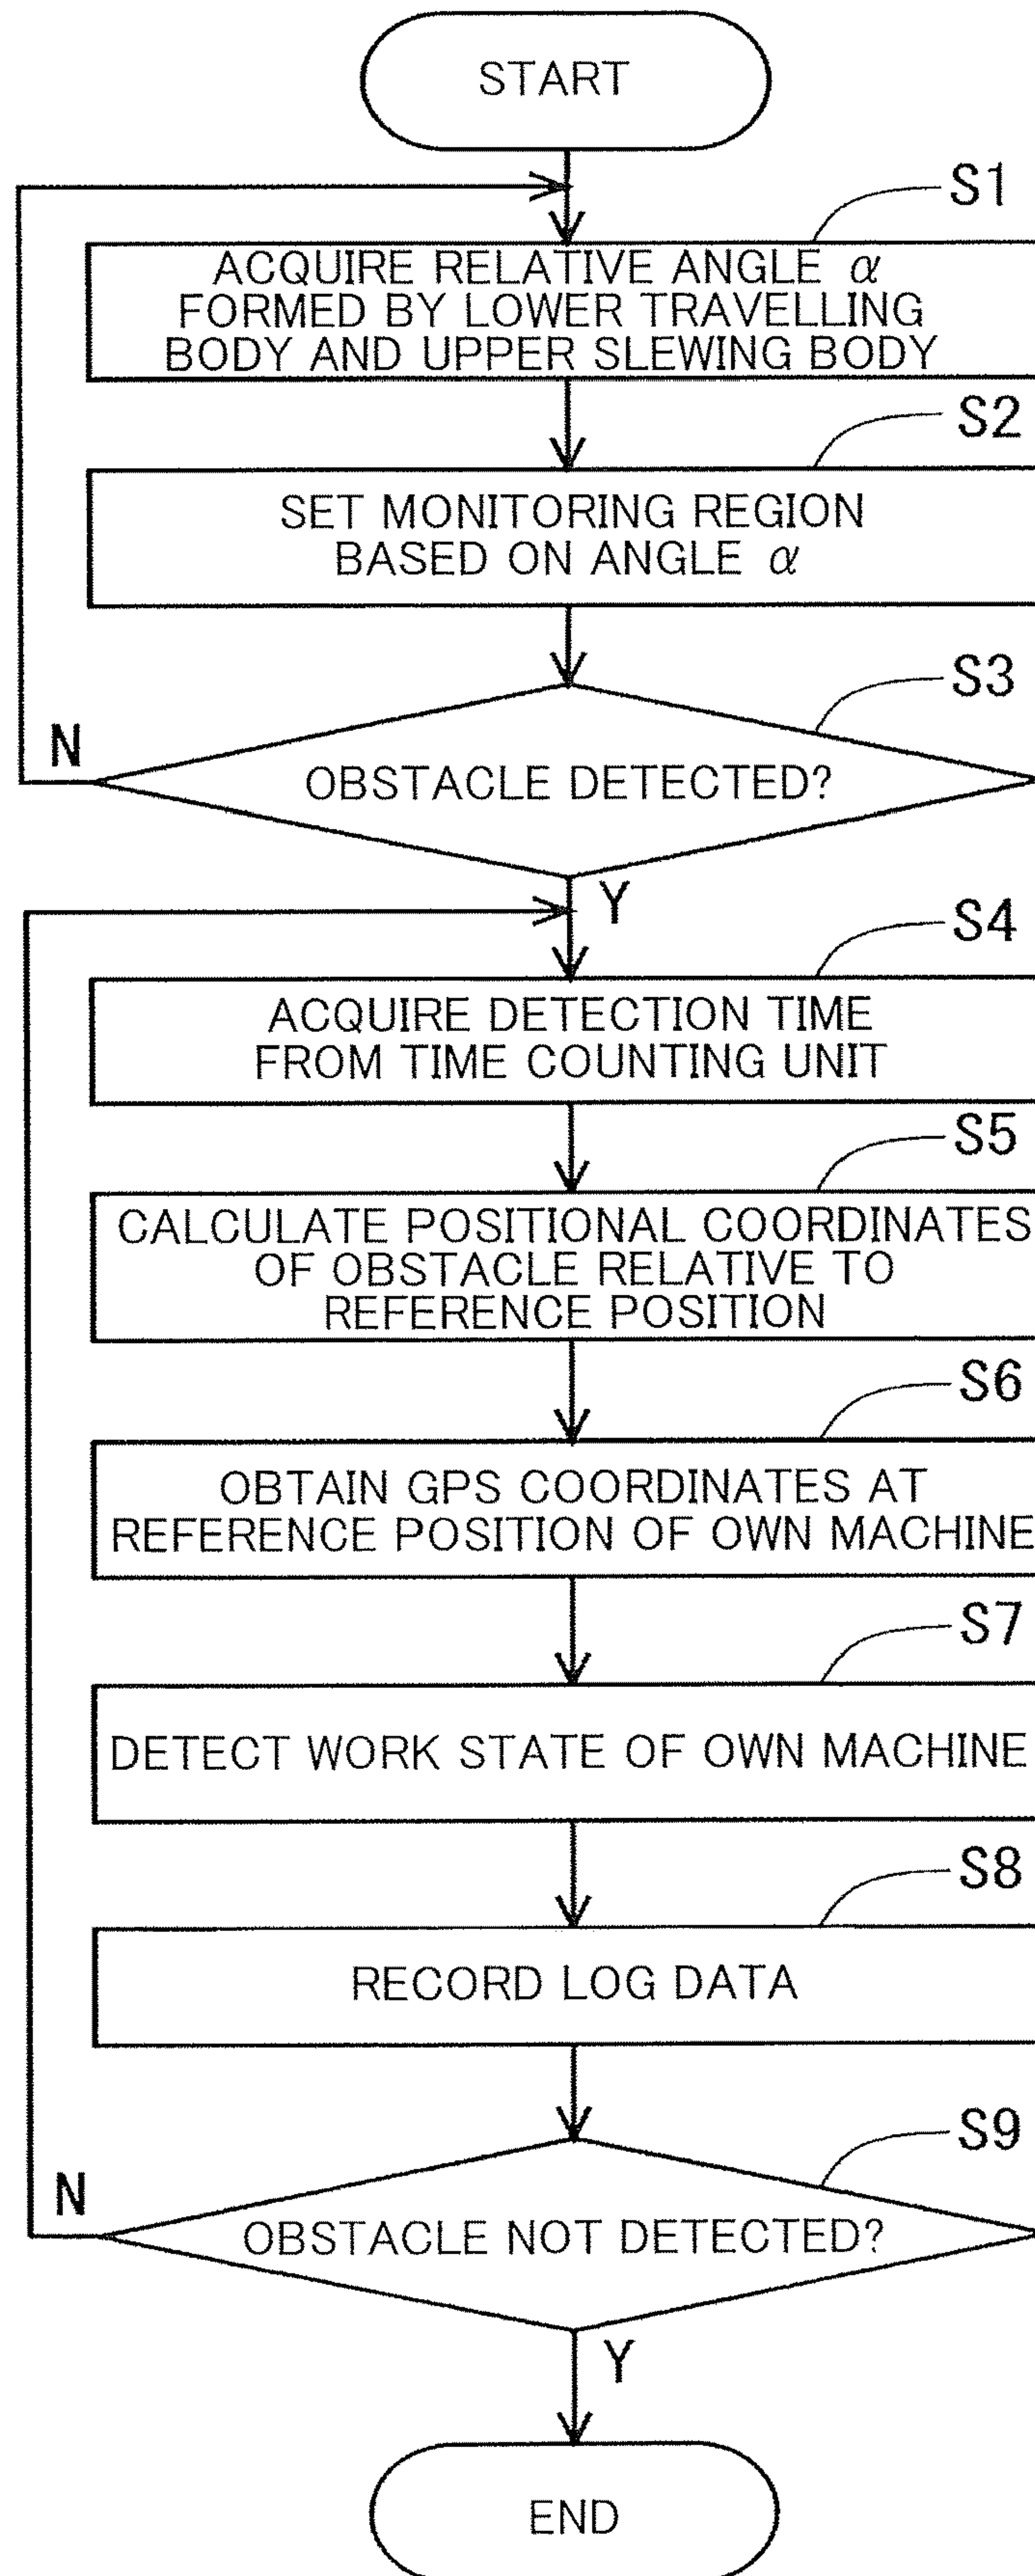 START
S1
ACQUIRE RELATIVE ANGLE α
FORMED BY LOWER TRAVELLING
BODY AND UPPER SLEWING BODY
S2
SET MONITORING REGION
BASED ON ANGLE α
S3
N
OBSTACLE DETECTED?
Y
S4
ACQUIRE DETECTION TIME
FROM TIME COUNTING UNIT
S5
CALCULATE POSITIONAL COORDINATES
OF OBSTACLE RELATIVE TO
REFERENCE POSITION
S6
OBTAIN GPS COORDINATES AT
REFERENCE POSITION OF OWN MACHINE
S7
DETECT WORK STATE OF OWN MACHINE
S8
RECORD LOG DATA
S9
N
OBSTACLE NOT DETECTED?
Y
END